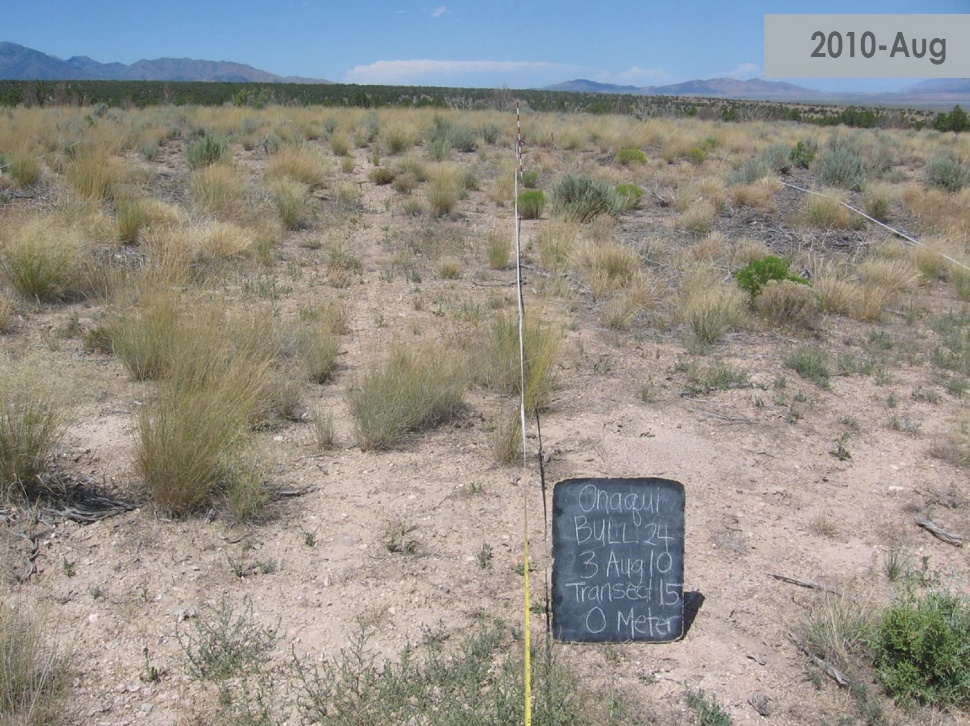 2010-Aug
Onaqui
BULL 24
3 Aug 10
Transect 15
0 Meter